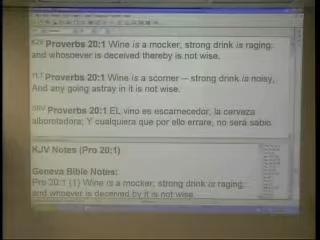 KJV Proverbs 20:1 Wine is a mocker, strong drink is raging:
and whosoever is deceived thereby is not wise.
YLT Proverbs 20:1 Wine is a scorner -- strong drink is noisy,
And any going astray in it is not wise.
SRV Proverbs 20:1 EL vino es escarnecedor, la cerveza
alborotadora; Y cualquiera que por ello errare, no será sabio.
KJV Notes (Pro 20:1)
Geneva Bible Notes:
Pro 20:1 (1) Wine is a mocker, strong drink is raging:
and whoever is deceived by it is not wise.